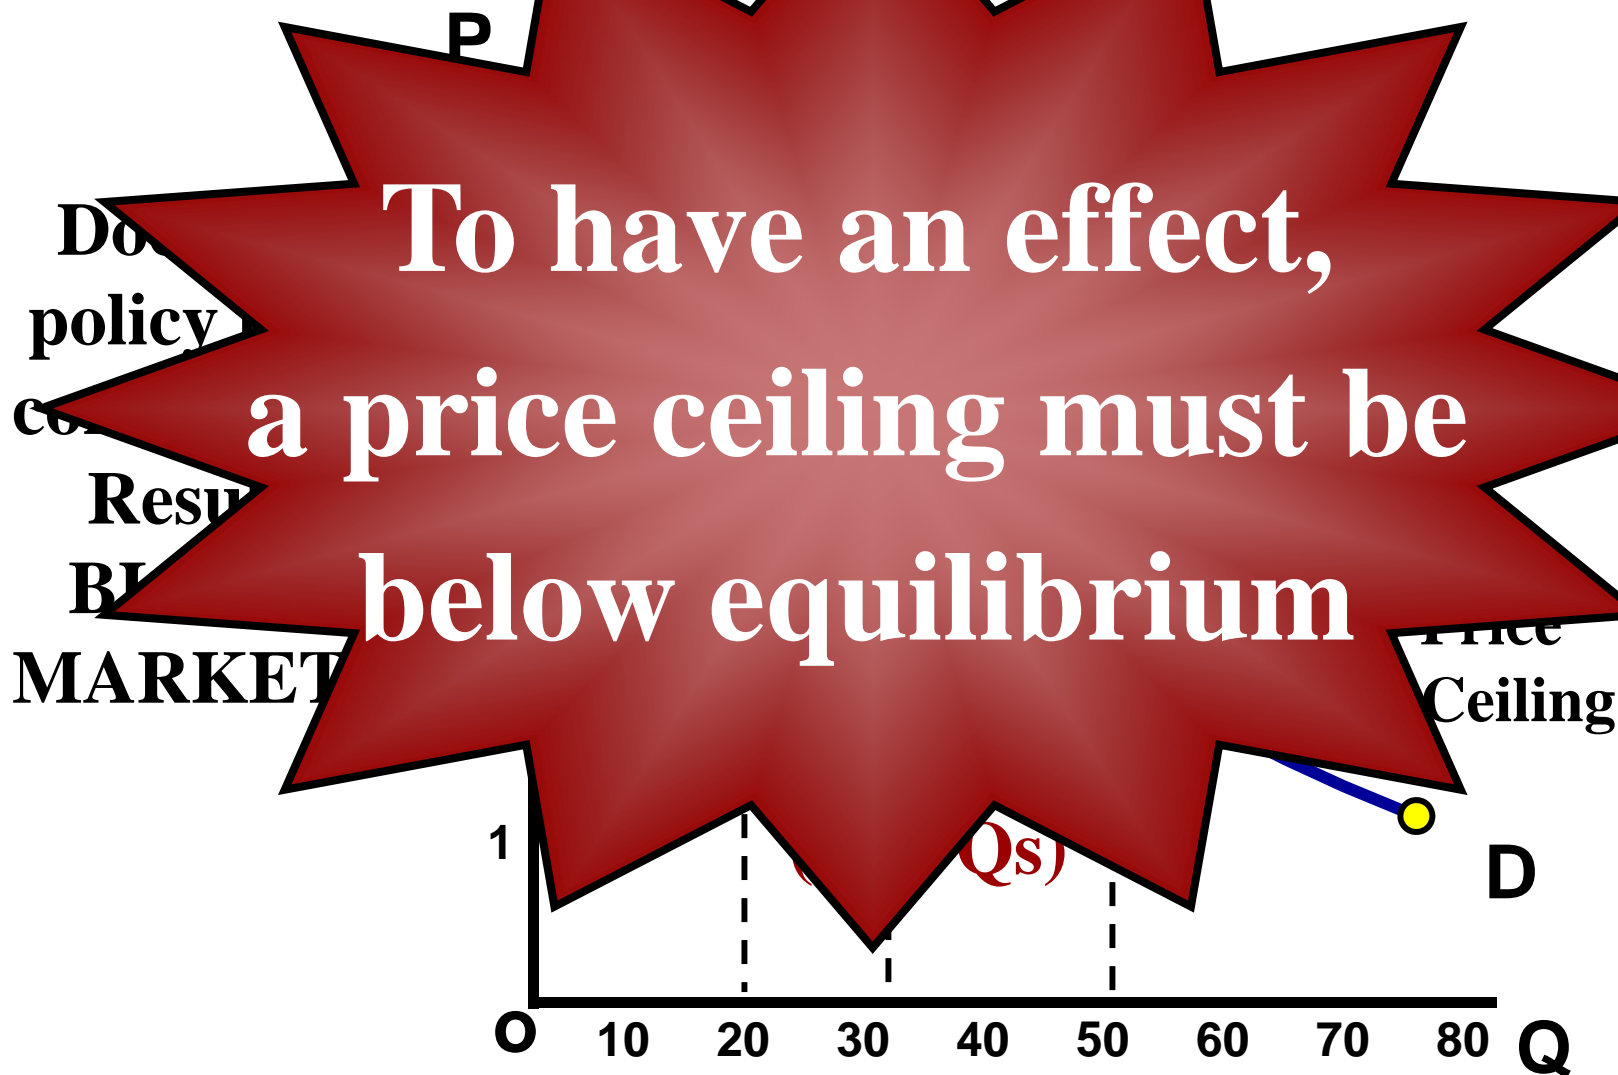 P
To have an effect,
a price ceiling must be
below equilibrium
policy
MARKET
Price
Ceiling
1
Qs)
D
o
10 20 30 40 50 60 70 80
Q